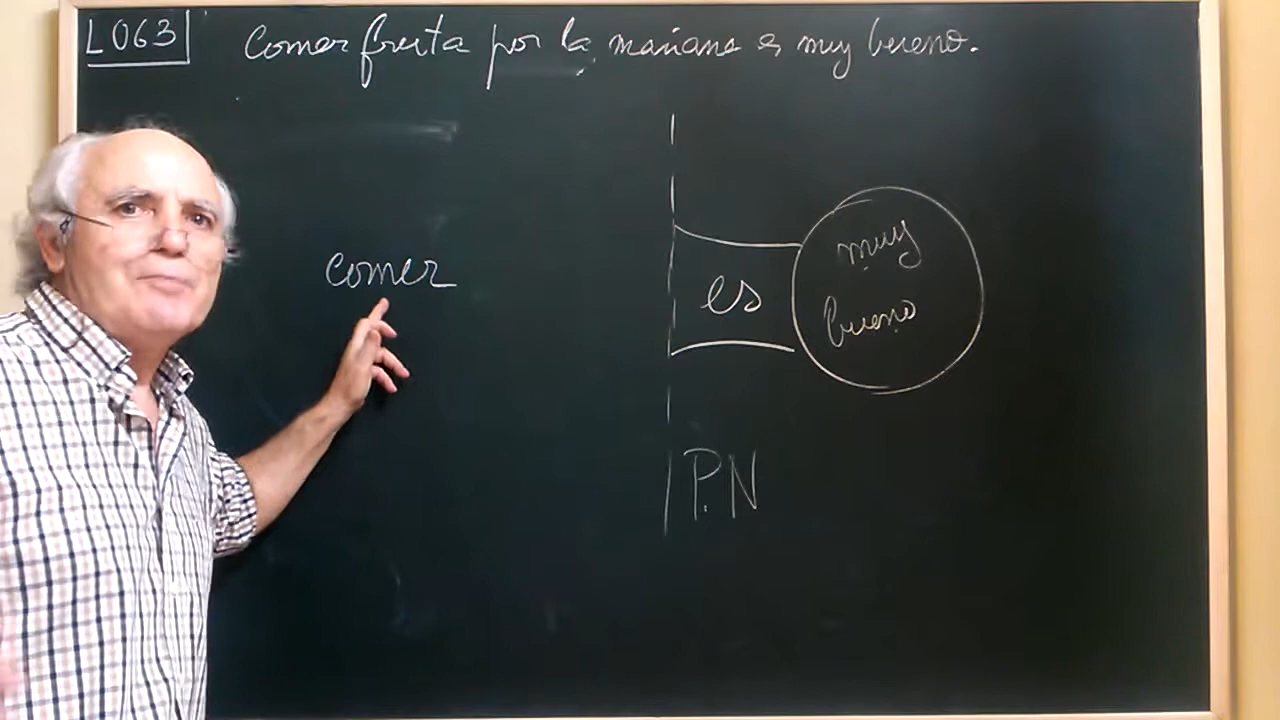 L063
Comer fruta por la mañana es muy bueno.
comer
es
muy
bueno
P.N